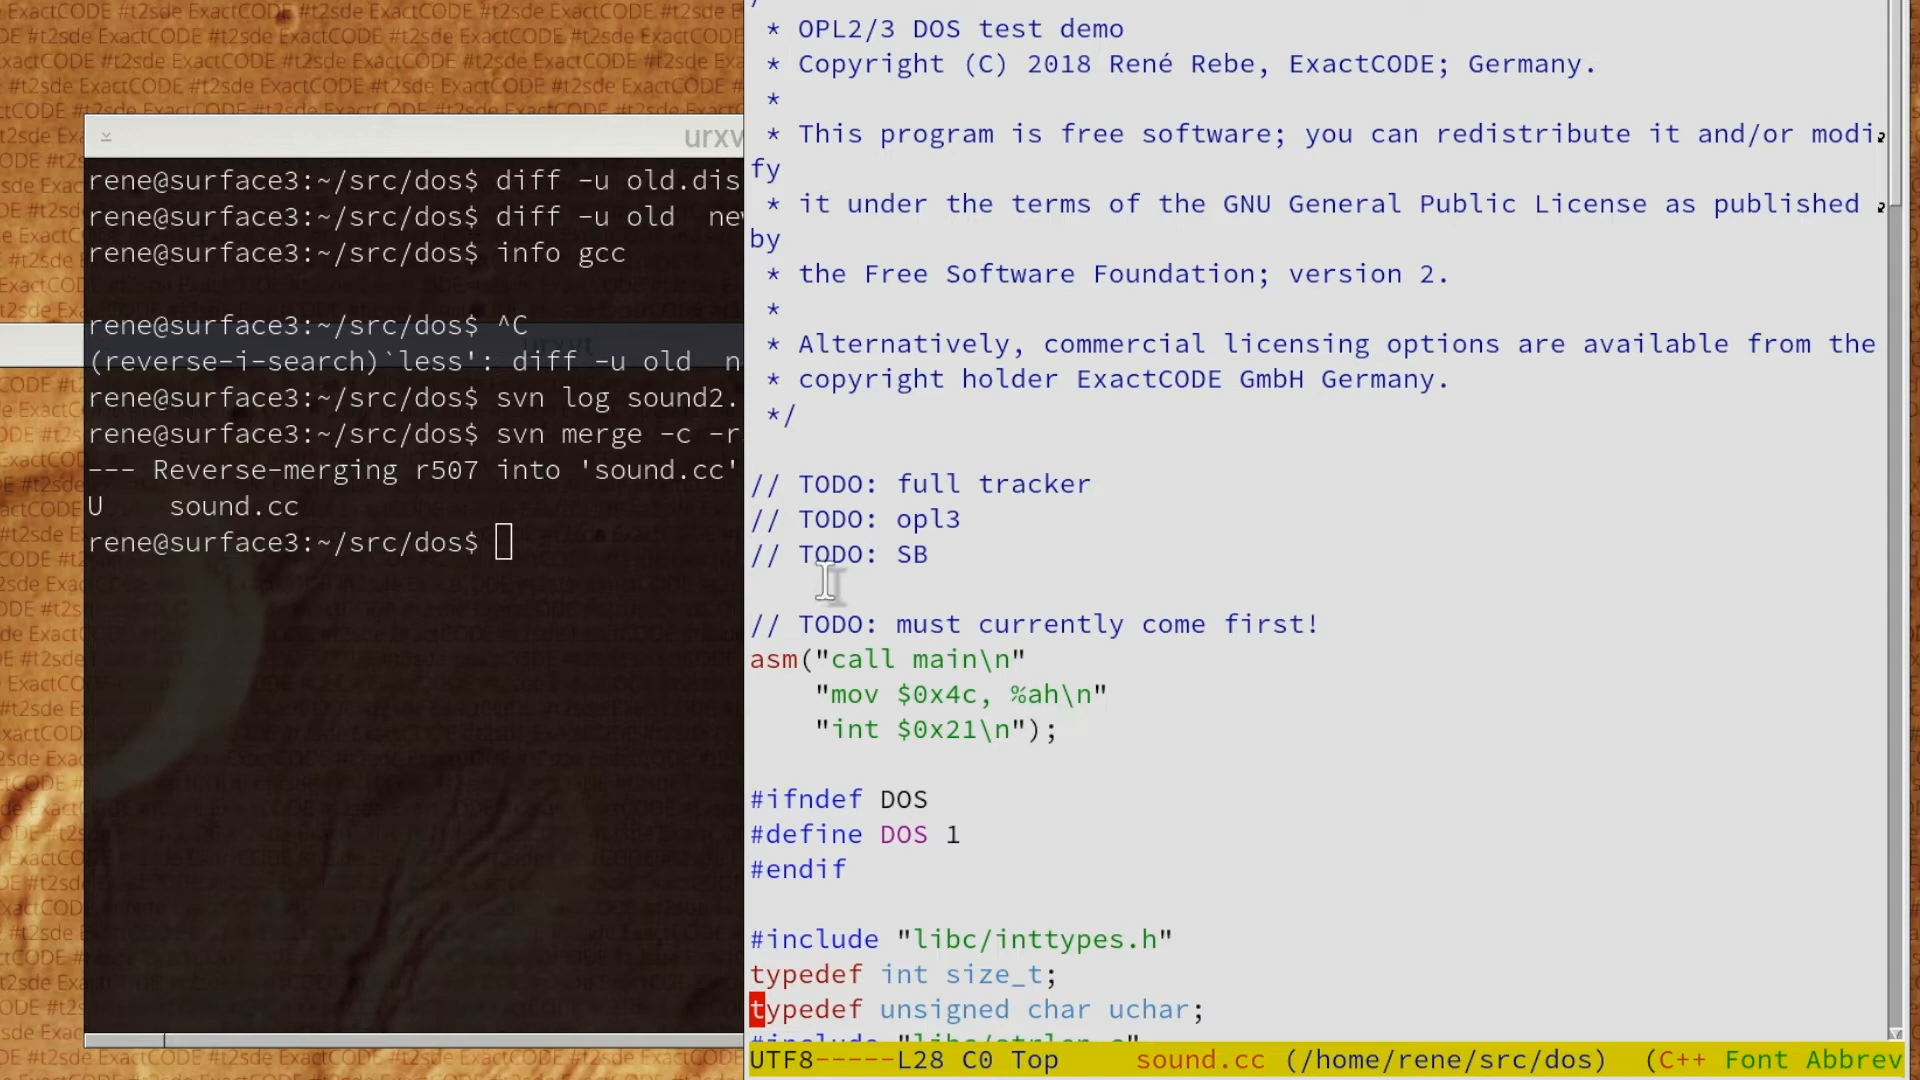 urxv
rene@surface3:~/src/dos$ diff -u old.dis
rene@surface3:~/src/dos$ diff -u old  new
rene@surface3:~/src/dos$ info gcc
rene@surface3:~/src/dos$ ^C
(reverse-i-search)`less': diff -u old  n
rene@surface3:~/src/dos$ svn log sound2.
rene@surface3:~/src/dos$ svn merge -c -r
--- Reverse-merging r507 into 'sound.cc'
U    sound.cc
rene@surface3:~/src/dos$
* OPL2/3 DOS test demo
* Copyright (C) 2018 René Rebe, ExactCODE; Germany.
*
* This program is free software; you can redistribute it and/or modi
fy
* it under the terms of the GNU General Public License as published
by
* the Free Software Foundation; version 2.
*
* Alternatively, commercial licensing options are available from the
* copyright holder ExactCODE GmbH Germany.
*/
// TODO: full tracker
// TODO: opl3
// TODO: SB
// TODO: must currently come first!
asm("call main\n"
    "mov $0x4c, %ah\n"
    "int $0x21\n");
#ifndef DOS
#define DOS 1
#endif
#include "libc/inttypes.h"
typedef int size_t;
typedef unsigned char uchar;
#include "libc/strlen.c"
UTF8-----L28 C0 Top     sound.cc (/home/rene/src/dos)  (C++ Font Abbrev